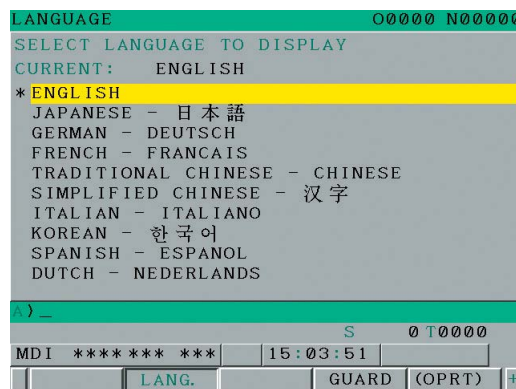 LANGUAGE O0000 N00000
SELECT LANGUAGE TO DISPLAY
CURRENT: ENGLISH
* ENGLISH
JAPANESE - 日本語
GERMAN - DEUTSCH
FRENCH - FRANCAIS
TRADITIONAL CHINESE - CHINESE
SIMPLIFIED CHINESE - 汉字
ITALIAN - ITALIANO
KOREAN - 한국어
SPANISH - ESPANOL
DUTCH - NEDERLANDS
A)_
S 0 T0000
MDI **** *** *** 15:03:51
LANG. GUARD (OPRT) +